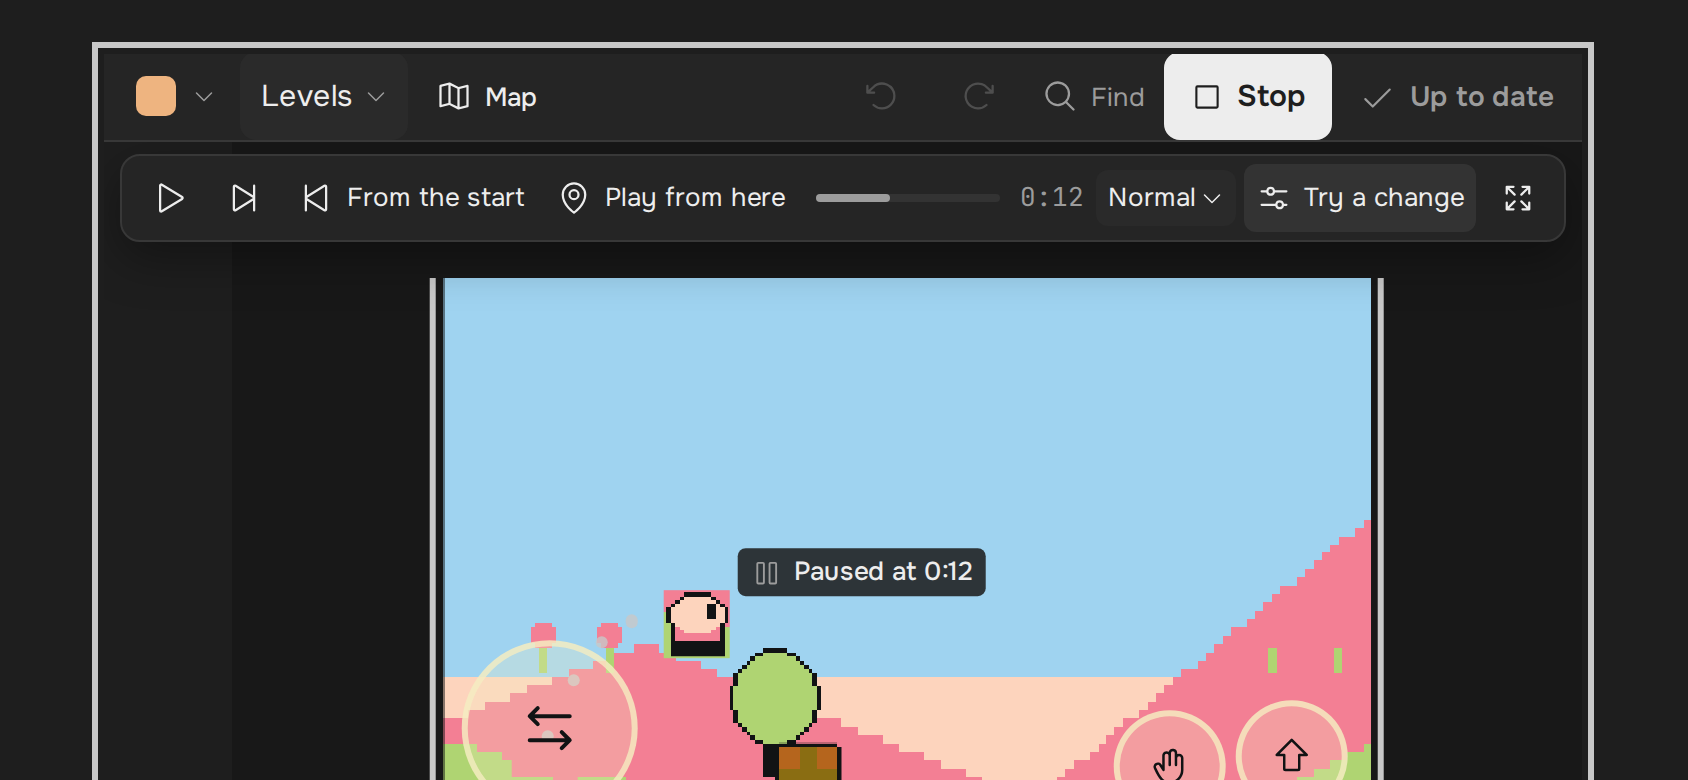 Levels
Map
Find
Stop
Up to date
From the start
Play from here
0:12
Normal
Try a change
Paused at 0:12